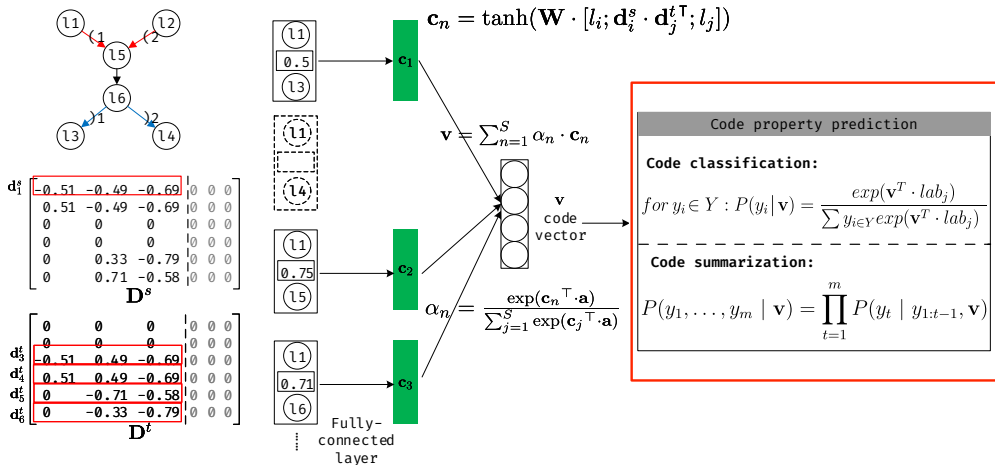 l1
l2
(1
(2
l5
l6
)1
)2
l3
l4
d₁ˢ
-0.51 -0.49 -0.69 0 0 0
0.51 -0.49 -0.69 0 0 0
0 0 0 0 0 0
0 0 0 0 0 0
0 0.33 -0.79 0 0 0
0 0.71 -0.58 0 0 0
Dˢ
0 0 0 0 0 0
0 0 0 0 0 0
d₃ᵗ -0.51 0.49 -0.69 0 0 0
d₄ᵗ 0.51 0.49 -0.69 0 0 0
d₅ᵗ 0 -0.71 -0.58 0 0 0
d₆ᵗ 0 -0.33 -0.79 0 0 0
Dᵗ
l1
0.5
l3
l1
l4
l1
0.75
l5
l1
0.71
l6
Fully-
connected
layer
c₁
c₂
c₃
cₙ = tanh(W · [lᵢ; dᵢˢ · dⱼᵗᵀ; lⱼ])
v = ∑ₙ₌₁ˢ αₙ · cₙ
αₙ = exp(cₙᵀ·a) / ∑ⱼ₌₁ˢ exp(cⱼᵀ·a)
v
code
vector
Code property prediction
Code classification:
for yᵢ ∈ Y : P(yᵢ|v) = exp(vᵀ · labⱼ) / ∑ yᵢ∈Y exp(vᵀ · labⱼ)
Code summarization:
P(y₁, . . . , yₘ | v) = ∏ₜ₌₁ᵐ P(yₜ | y₁:ₜ₋₁, v)